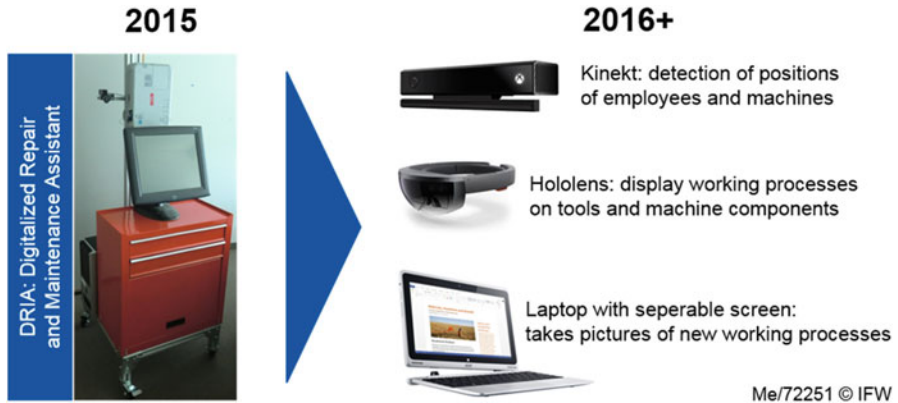 2015
2016+
DRIA: Digitalized Repair
and Maintenance Assistant
Kinekt: detection of positions
of employees and machines
Hololens: display working processes
on tools and machine components
Laptop with seperable screen:
takes pictures of new working processes
Me/72251 © IFW